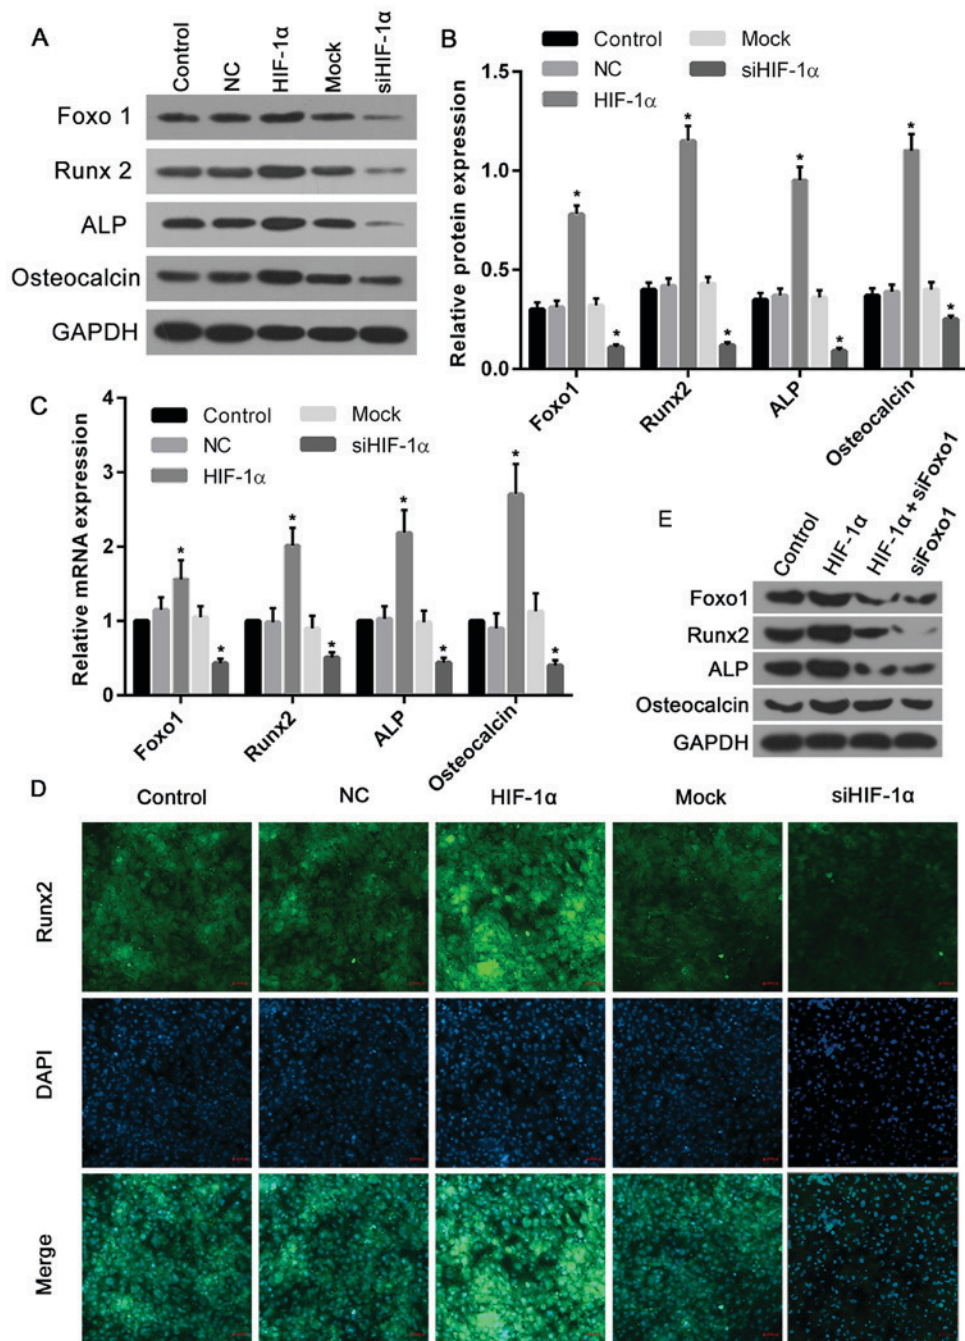 A
Control
NC
HIF-1α
Mock
siHIF-1α
Foxo 1
Runx 2
ALP
Osteocalcin
GAPDH
B
Control
NC
HIF-1α
Mock
siHIF-1α
Relative protein expression
1.5
1.0
0.5
0.0
*
*
*
*
*
*
*
*
Foxo1
Runx2
ALP
Osteocalcin
C
Control
NC
HIF-1α
Mock
siHIF-1α
Relative mRNA expression
4
3
2
1
0
*
*
*
*
*
*
*
*
Foxo1
Runx2
ALP
Osteocalcin
E
Control
HIF-1α
HIF-1α + siFoxo1
siFoxo1
Foxo1
Runx2
ALP
Osteocalcin
GAPDH
D
Control
NC
HIF-1α
Mock
siHIF-1α
Runx2
DAPI
Merge